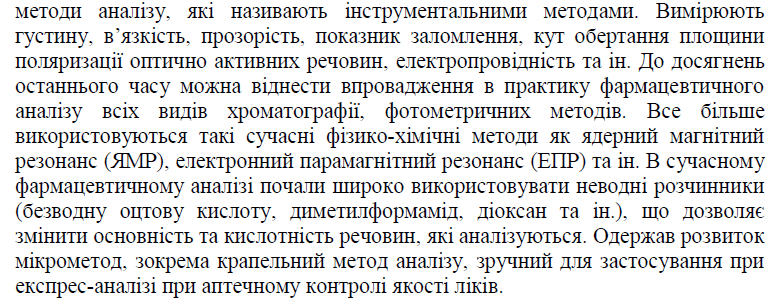 методи аналізу, які називають інструментальними методами. Вимірюють
густину, в’язкість, прозорість, показник заломлення, кут обертання площини
поляризації оптично активних речовин, електропровідність та ін. До досягнень
останнього часу можна віднести впровадження в практику фармацевтичного
аналізу всіх видів хроматографії, фотометричних методів. Все більше
використовуються такі сучасні фізико-хімічні методи як ядерний магнітний
резонанс (ЯМР), електронний парамагнітний резонанс (ЕПР) та ін. В сучасному
фармацевтичному аналізі почали широко використовувати неводні розчинники
(безводну оцтову кислоту, диметилформамід, діоксан та ін.), що дозволяє
змінити основність та кислотність речовин, які аналізуються. Одержав розвиток
мікрометод, зокрема крапельний метод аналізу, зручний для застосування при
експрес-аналізі при аптечному контролі якості ліків.